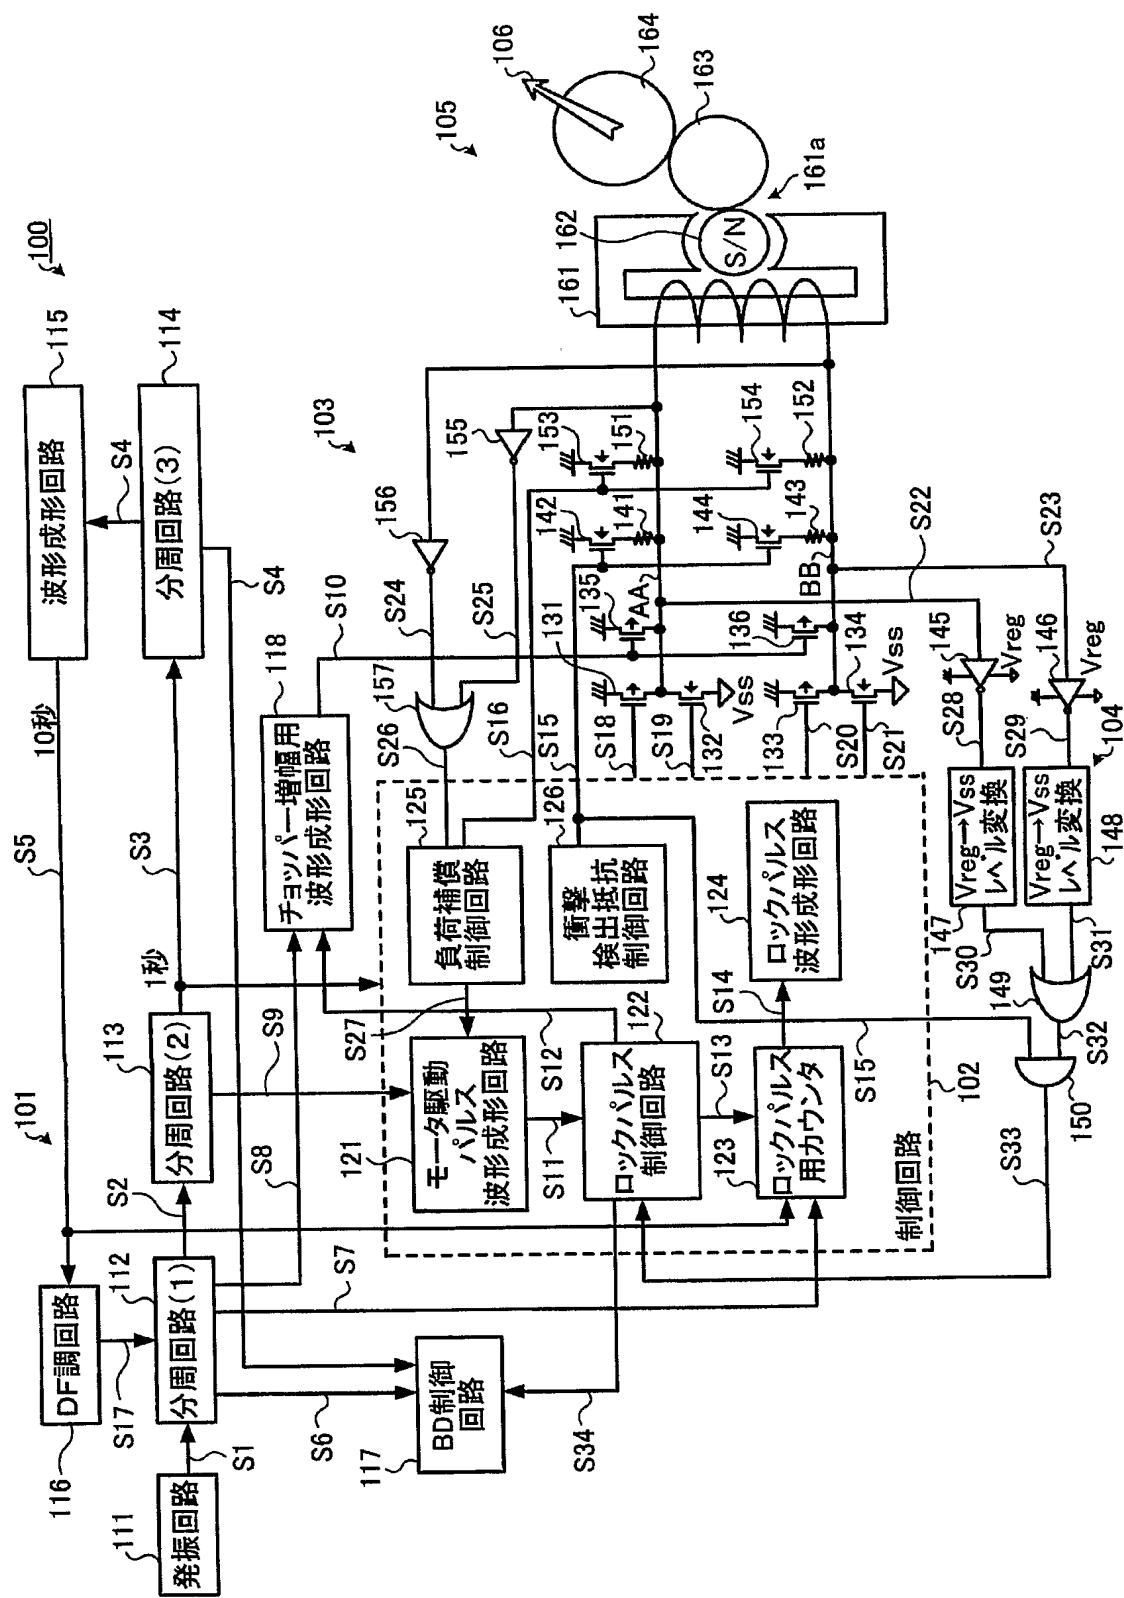 100
101
115
波形成形回路
S4
114
分周回路(3)
S5
10秒
S3
1秒
113
分周回路(2)
S2
116
DF調回路
S17
112
分周回路(1)
S1
111
発振回路
S4
S10
118
チョッパー増幅用
波形成形回路
S9
S8
S7
S6
117
BD制御
回路
S34
103
105
106
164
163
161a
162
S/N
161
156
155
S24
S25
157
S26
S16
S15
125
負荷補償
制御回路
S27
121
モータ駆動
パルス
波形成形回路
S11
S12
126
衝撃
検出抵抗
制御回路
122
ロックパルス
制御回路
S13
123
ロックパルス
用カウンタ
S14
124
ロックパルス
波形成形回路
制御回路
102
S15
131
S18
S19
132
Vss
133
S20
S21
134
Vss
135
AA
136
BB
142
141
144
143
153
151
154
152
S22
S23
145
Vreg
146
Vreg
S28
S29
104
147
Vreg→Vss
レベル変換
148
Vreg→Vss
レベル変換
S30
S31
149
S32
150
S33